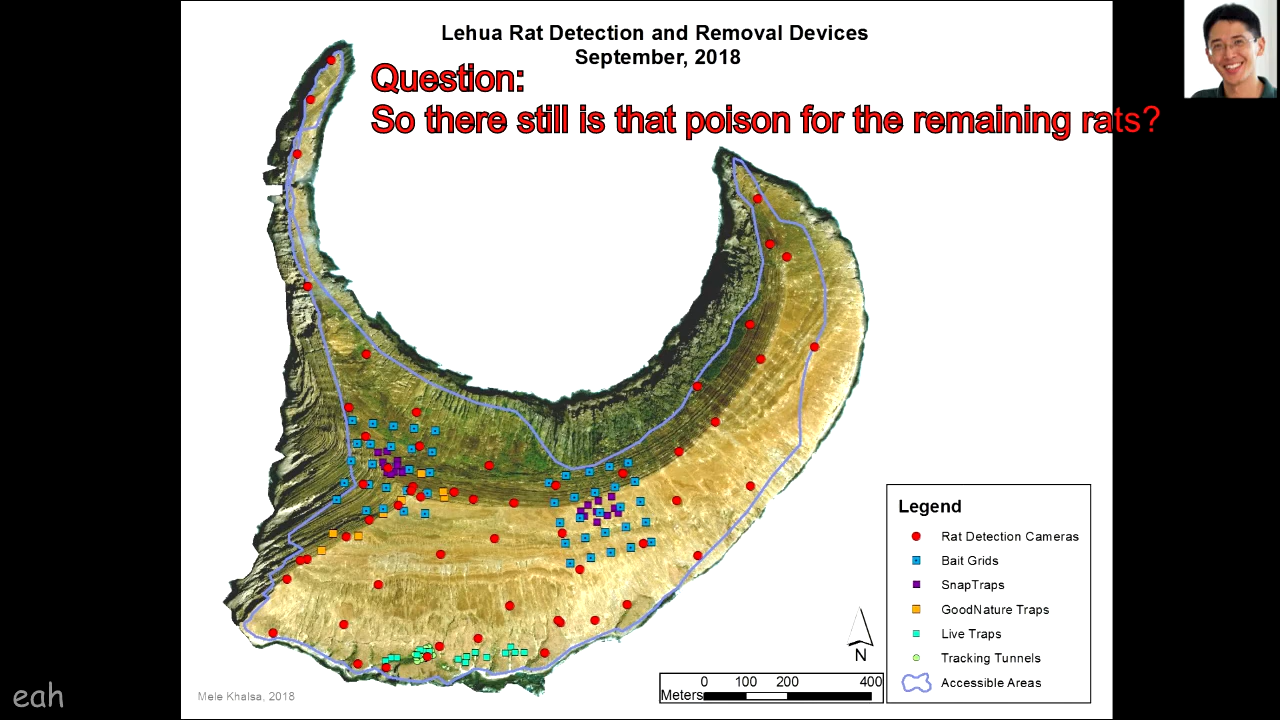 Lehua Rat Detection and Removal Devices
September, 2018
Question:
So there still is that poison for the remaining rats?
Legend
Rat Detection Cameras
Bait Grids
SnapTraps
GoodNature Traps
Live Traps
Tracking Tunnels
Accessible Areas
N
0 100 200 400
Meters
Mele Khalsa, 2018
eah